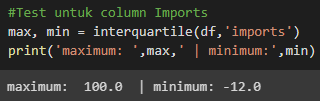 #Test untuk column Imports
max, min = interquartile(df,'imports')
print('maximum: ',max,' | minimum:',min)
maximum:  100.0  | minimum: -12.0